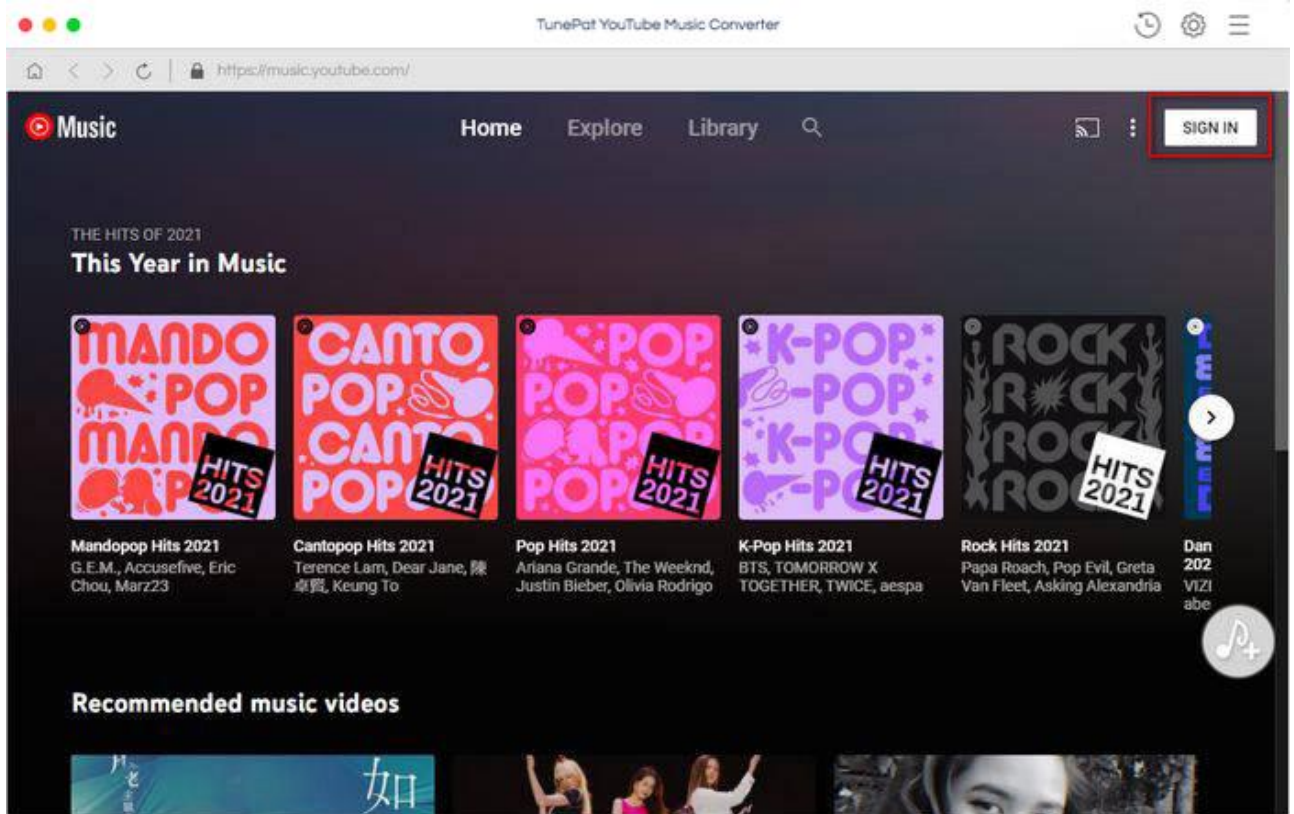 TunePat YouTube Music Converter
https://music.youtube.com/
Music
Home Explore Library
SIGN IN
THE HITS OF 2021
This Year in Music
MANDO
POP
MANDO
POP
HITS
2021
CANTO
POP
CANTO
POP
HITS
2021
POP
POP
POP
POP
HITS
2021
K-POP
K-POP
K-POP
K-POP
HITS
2021
ROCK
ROCK
ROCK
ROCK
HITS
2021
Mandopop Hits 2021
G.E.M., Accusefive, Eric
Chou, Marz23
Cantopop Hits 2021
Terence Lam, Dear Jane, 陳
卓賢, Keung To
Pop Hits 2021
Ariana Grande, The Weeknd,
Justin Bieber, Olivia Rodrigo
K-Pop Hits 2021
BTS, TOMORROW X
TOGETHER, TWICE, aespa
Rock Hits 2021
Papa Roach, Pop Evil, Greta
Van Fleet, Asking Alexandria
Dan
202
VIZI
abe
Recommended music videos
如